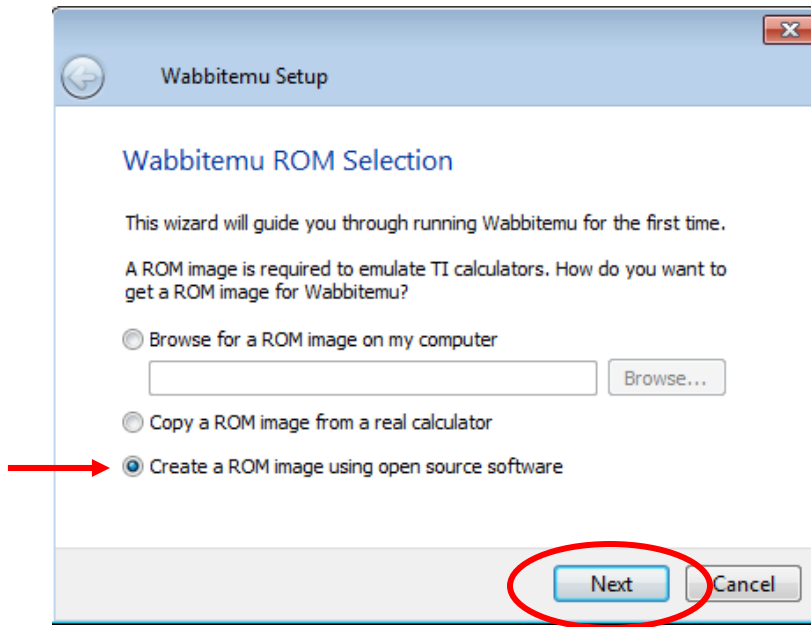 Wabbitemu Setup
Wabbitemu ROM Selection
This wizard will guide you through running Wabbitemu for the first time.
A ROM image is required to emulate TI calculators. How do you want to
get a ROM image for Wabbitemu?
Browse for a ROM image on my computer
Browse...
Copy a ROM image from a real calculator
Create a ROM image using open source software
Next Cancel